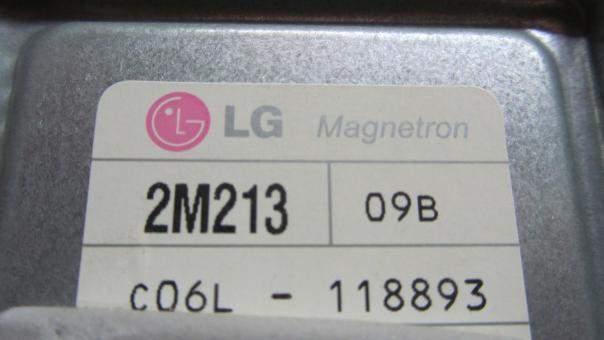 LG Magnetron
2M213 09B
C06L - 118893